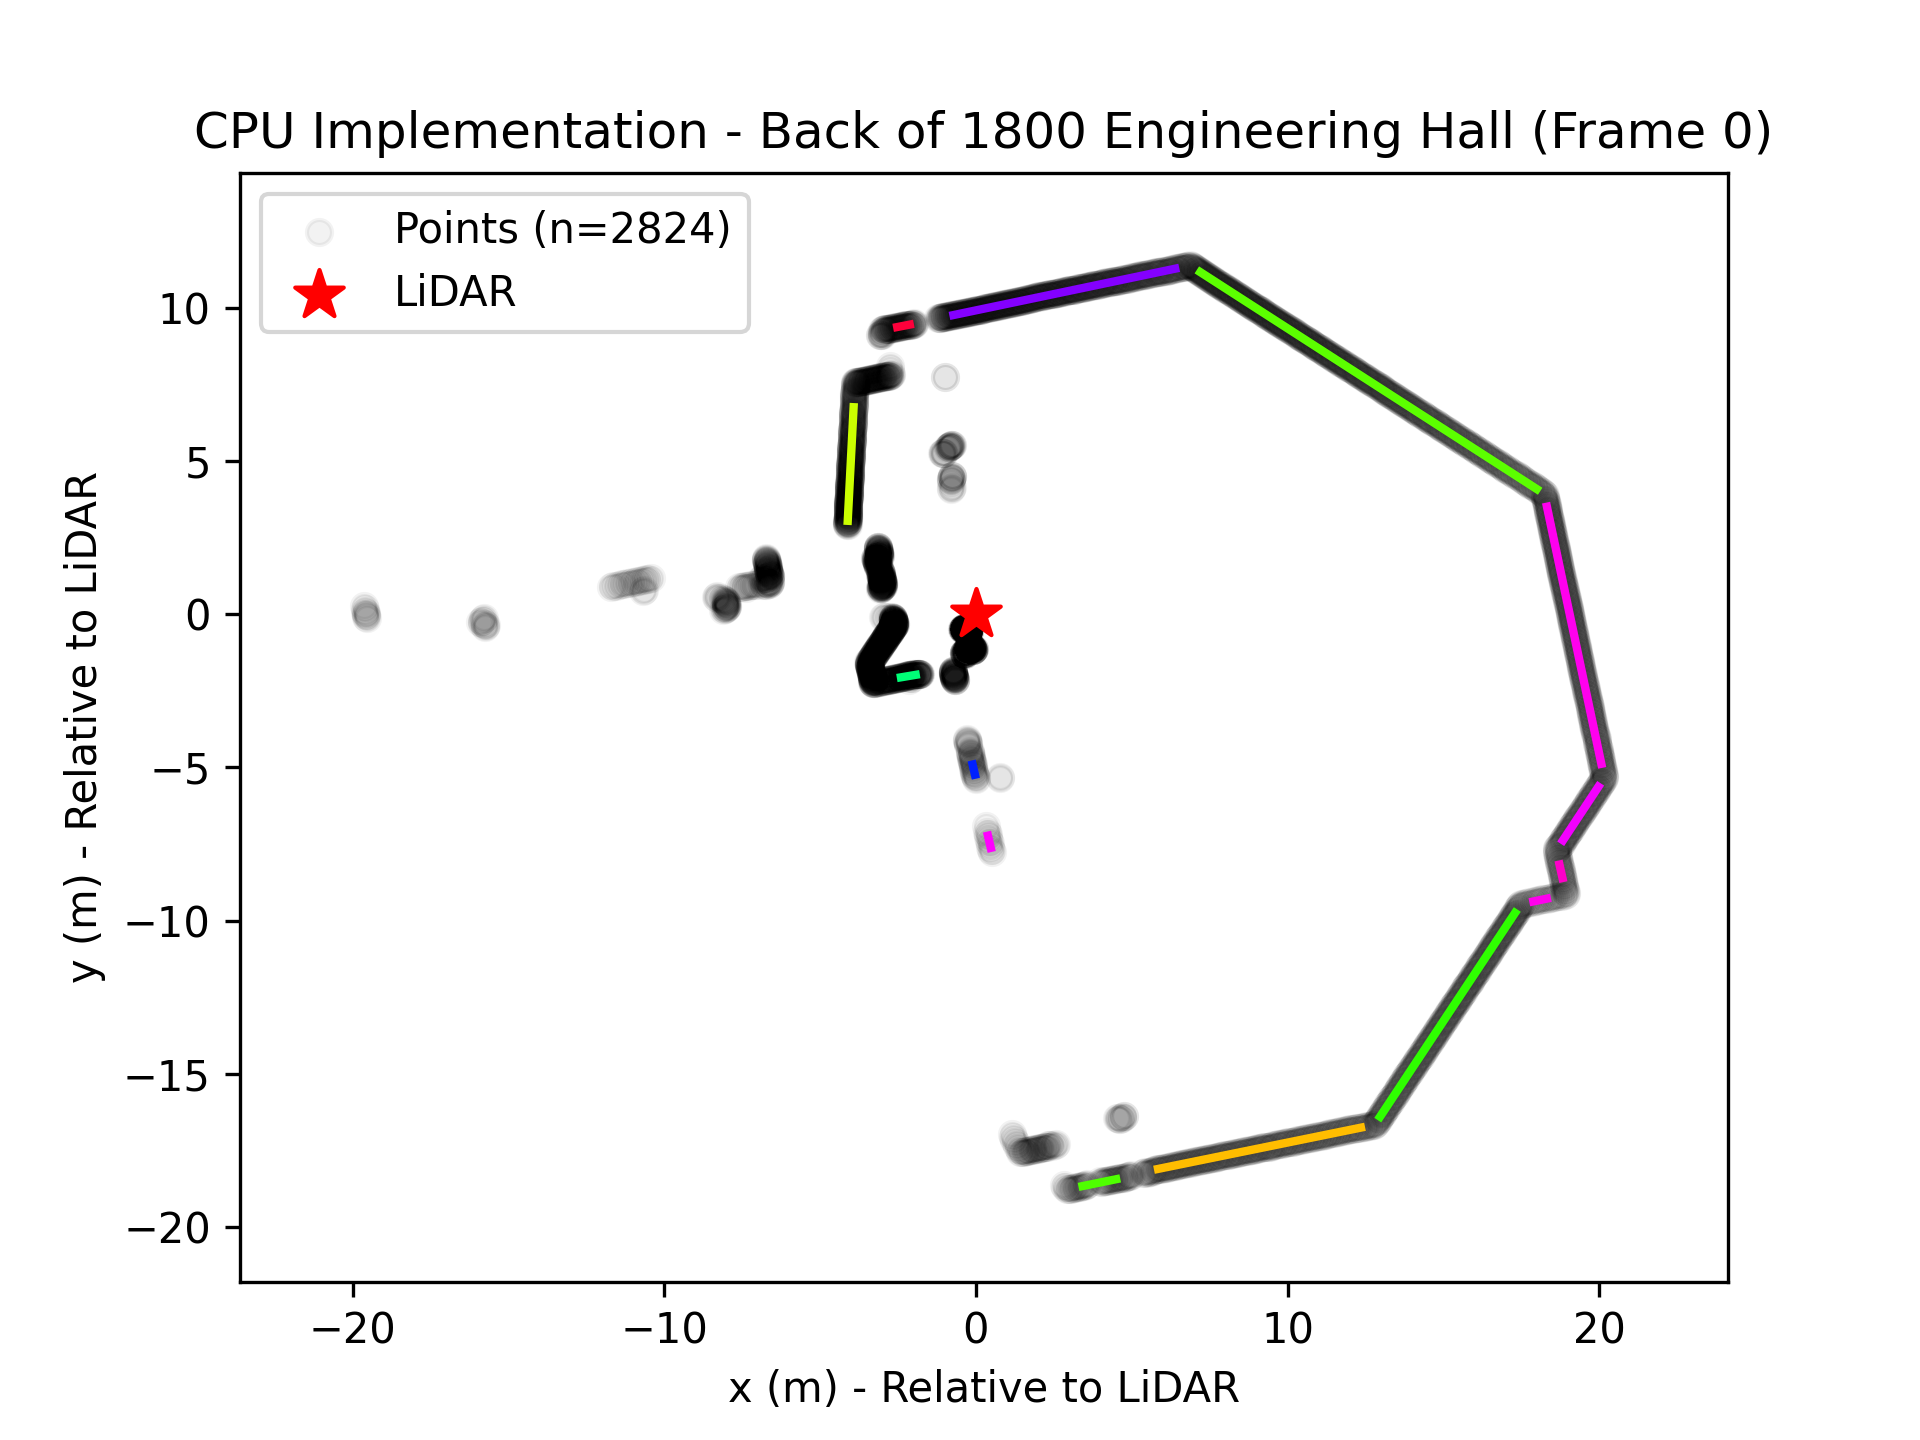 CPU Implementation - Back of 1800 Engineering Hall (Frame 0)
Points (n=2824)
LiDAR
y (m) - Relative to LiDAR
10
5
0
−5
−10
−15
−20
−20
−10
0
10
20
x (m) - Relative to LiDAR